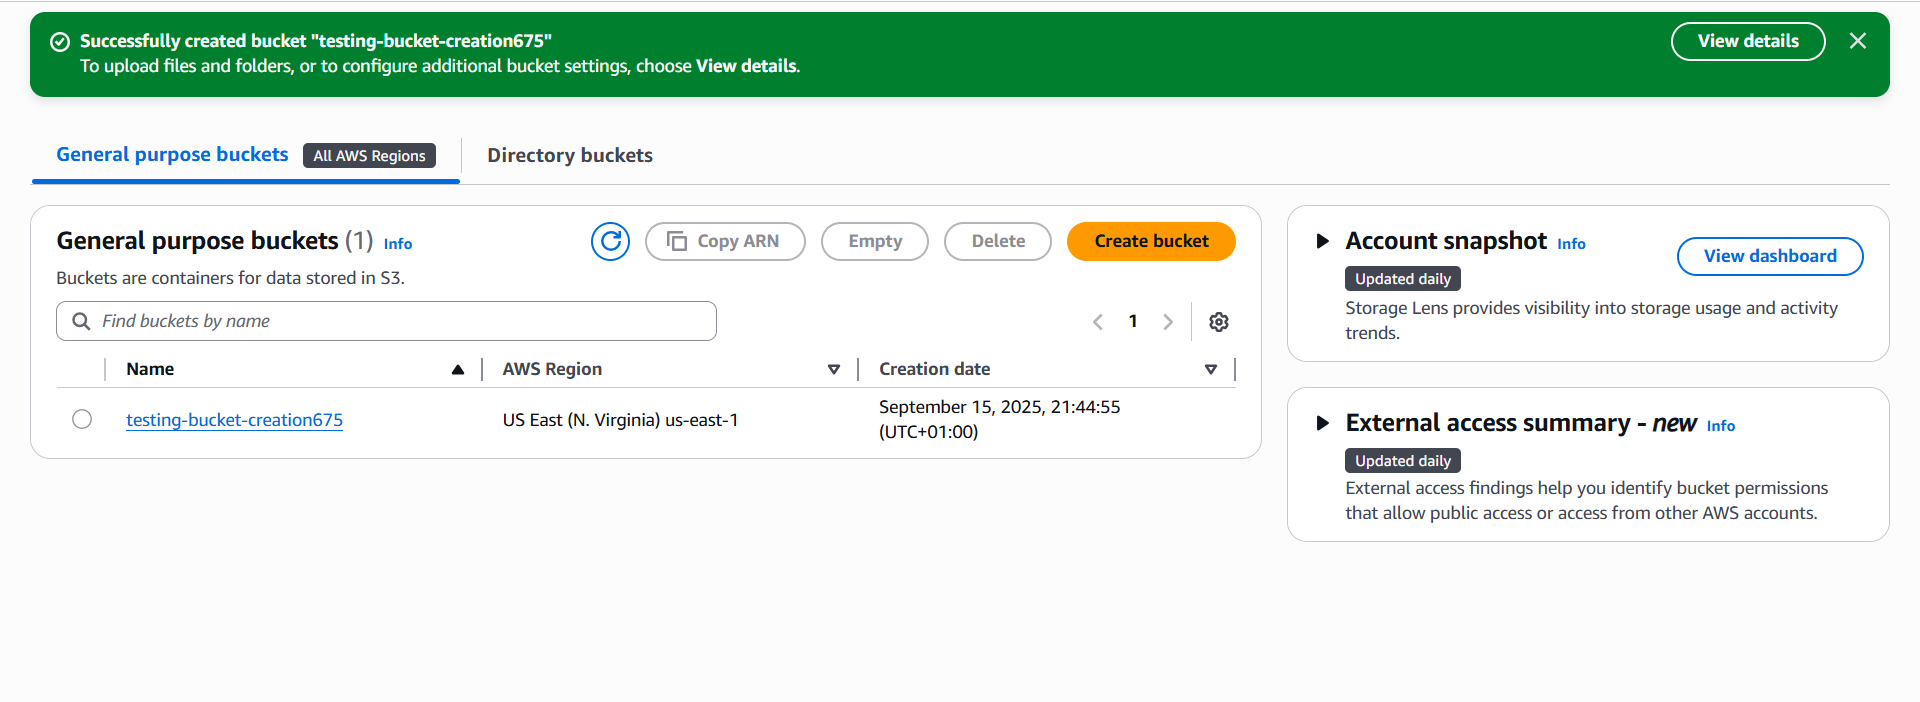 Successfully created bucket "testing-bucket-creation675"
To upload files and folders, or to configure additional bucket settings, choose View details.
View details
General purpose buckets All AWS Regions
Directory buckets
General purpose buckets (1) Info
Copy ARN
Empty
Delete
Create bucket
Buckets are containers for data stored in S3.
Find buckets by name
1
Name
AWS Region
Creation date
testing-bucket-creation675
US East (N. Virginia) us-east-1
September 15, 2025, 21:44:55
(UTC+01:00)
Account snapshot Info
View dashboard
Updated daily
Storage Lens provides visibility into storage usage and activity
trends.
External access summary - new Info
Updated daily
External access findings help you identify bucket permissions
that allow public access or access from other AWS accounts.